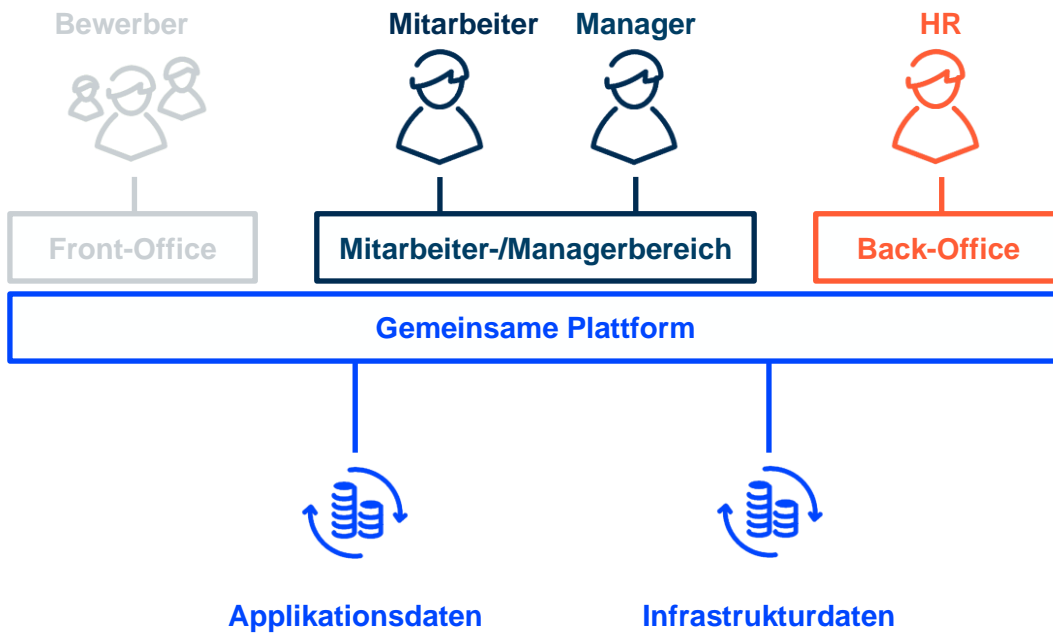 Bewerber
Mitarbeiter
Manager
HR
Front-Office
Mitarbeiter-/Managerbereich
Back-Office
Gemeinsame Plattform
Applikationsdaten
Infrastrukturdaten